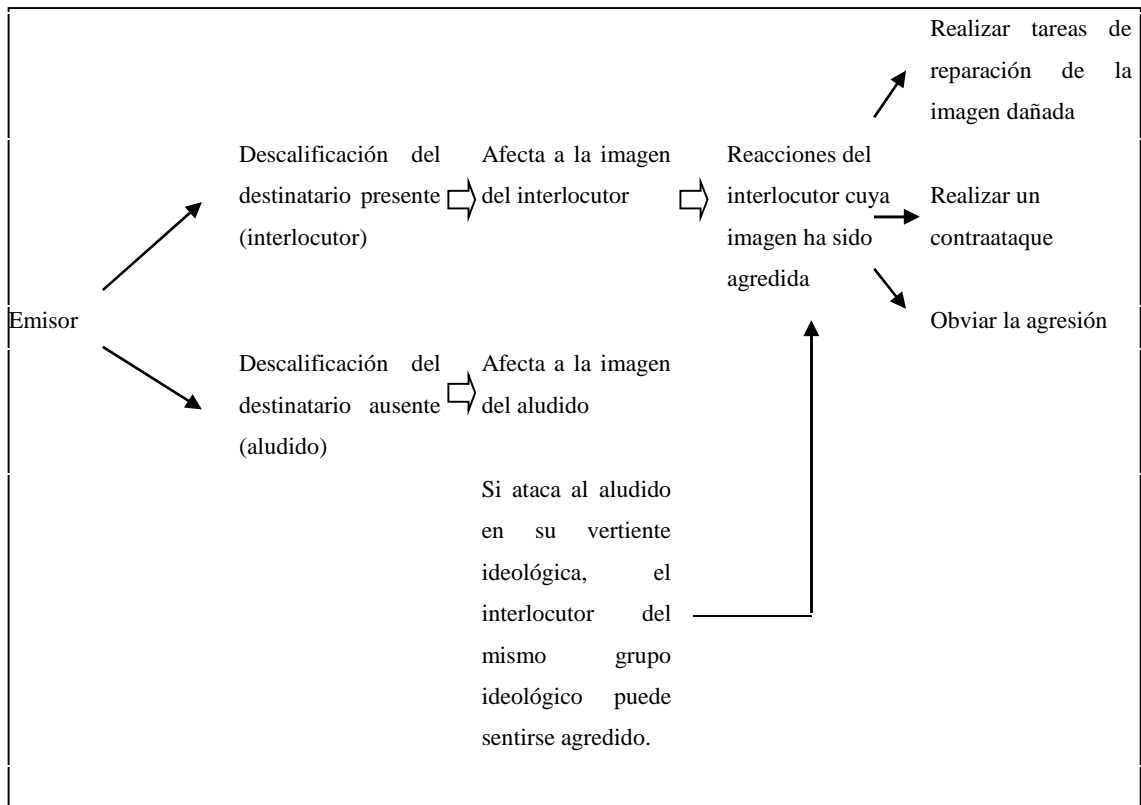 Emisor
Descalificación del
destinatario presente
(interlocutor)
Afecta a la imagen
del interlocutor
Reacciones del
interlocutor cuya
imagen ha sido
agredida
Realizar tareas de
reparación de la
imagen dañada
Realizar un
contraataque
Obviar la agresión
Descalificación del
destinatario ausente
(aludido)
Afecta a la imagen
del aludido
Si ataca al aludido
en su vertiente
ideológica, el
interlocutor del
mismo grupo
ideológico puede
sentirse agredido.